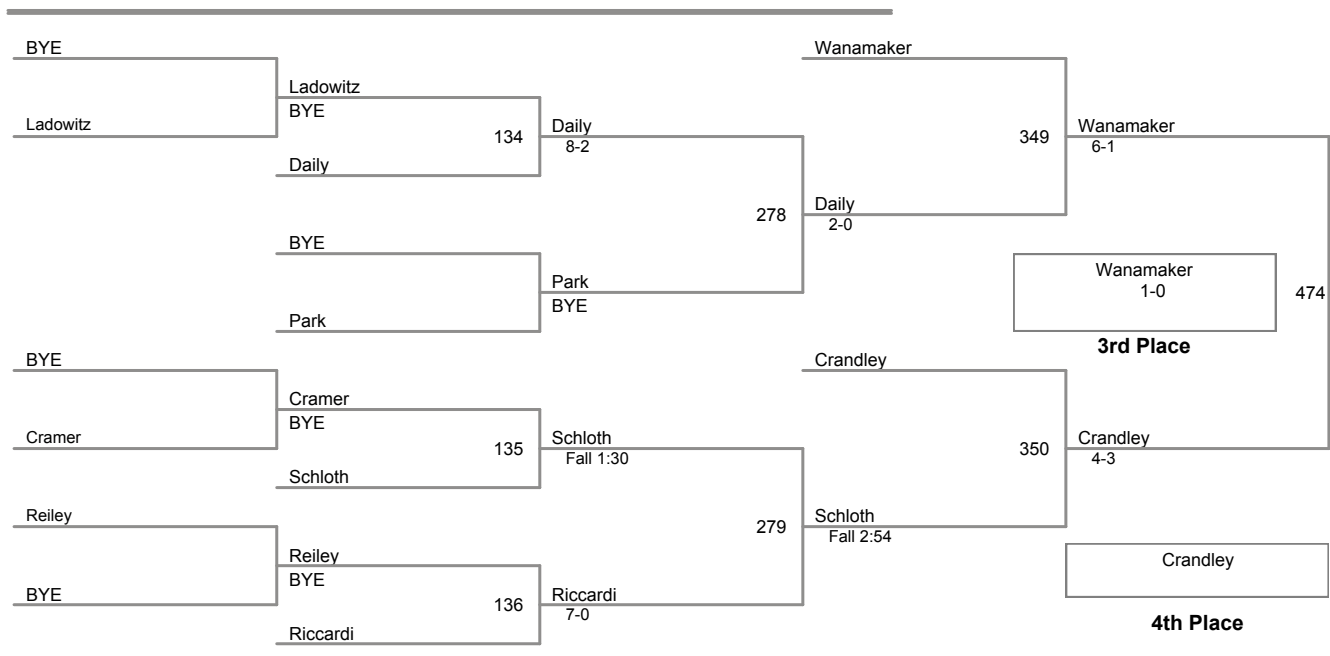 BYE
Ladowitz
BYE
Ladowitz
134
Daily
Daily
8-2
BYE
Park
Park
BYE
278
Daily
2-0
Wanamaker
349
Wanamaker
6-1
Wanamaker
1-0
3rd Place
474
BYE
Cramer
BYE
Cramer
135
Schloth
Schloth
Fall 1:30
Reiley
Reiley
BYE
BYE
136
Riccardi
Riccardi
7-0
279
Schloth
Fall 2:54
Crandley
350
Crandley
4-3
Crandley
4th Place